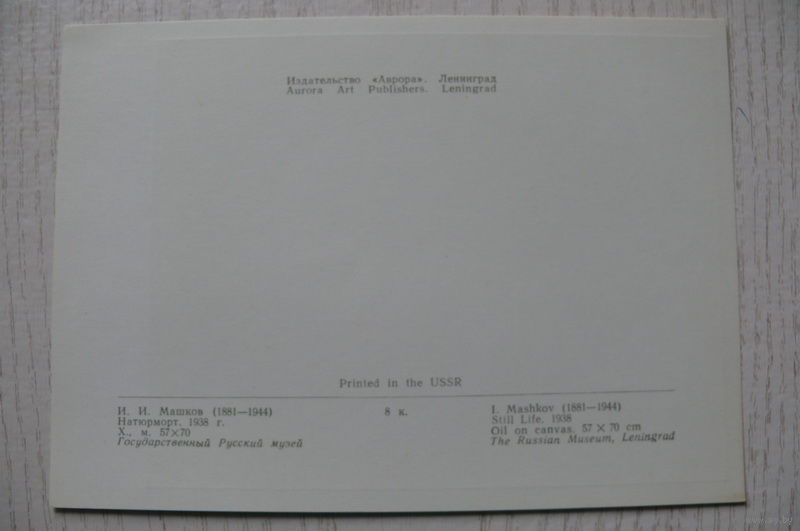 Издательство «Аврора». Ленинград
Aurora Art Publishers. Leningrad
Printed in the USSR
И. И. Машков (1881—1944)
Натюрморт. 1938 г.
Х., м. 57×70
Государственный Русский музей
8 к.
I. Mashkov (1881—1944)
Still Life. 1938
Oil on canvas. 57 × 70 cm
The Russian Museum, Leningrad